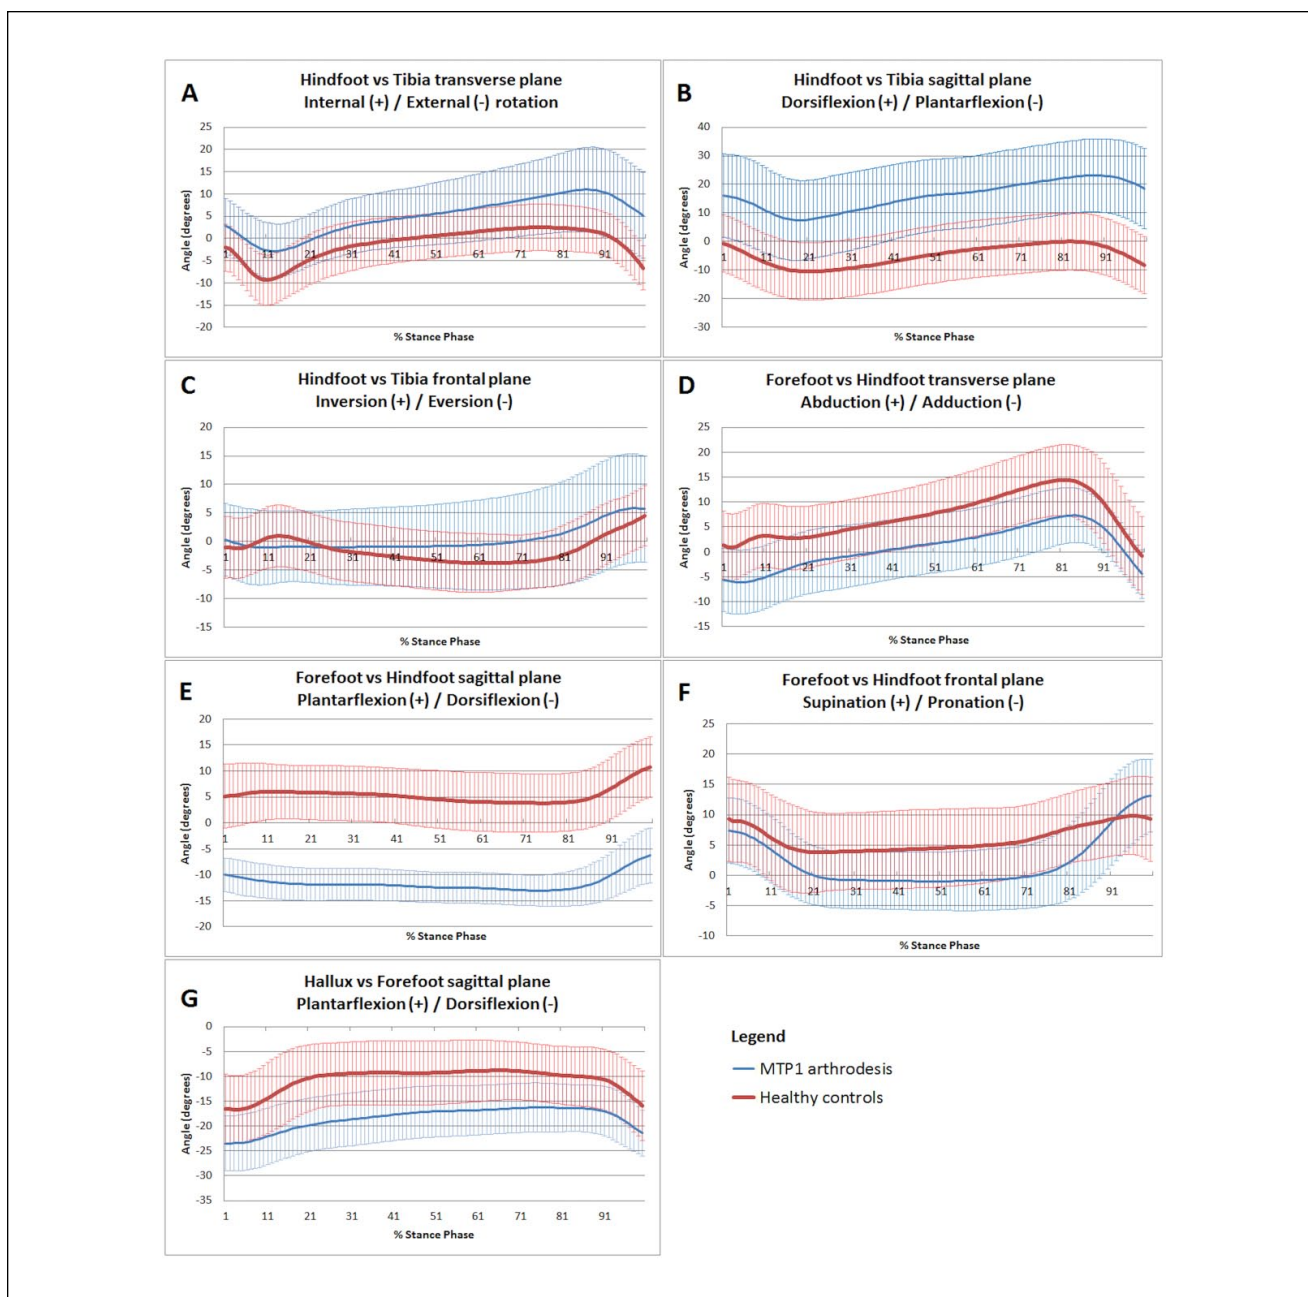 A
Hindfoot vs Tibia transverse plane
Internal (+) / External (-) rotation
Angle (degrees)
25
20
15
10
5
0
-5
-10
-15
-20
1 11 21 31 41 51 61 71 81 91
% Stance Phase
B
Hindfoot vs Tibia sagittal plane
Dorsiflexion (+) / Plantarflexion (-)
Angle (degrees)
40
30
20
10
0
-10
-20
-30
1 11 21 31 41 51 61 71 81 91
% Stance Phase
C
Hindfoot vs Tibia frontal plane
Inversion (+) / Eversion (-)
Angle (degrees)
20
15
10
5
0
-5
-10
-15
1 11 21 31 41 51 61 71 81 91
% Stance Phase
D
Forefoot vs Hindfoot transverse plane
Abduction (+) / Adduction (-)
Angle (degrees)
25
20
15
10
5
0
-5
-10
-15
1 11 21 31 41 51 61 71 81 91
% Stance Phase
E
Forefoot vs Hindfoot sagittal plane
Plantarflexion (+) / Dorsiflexion (-)
Angle (degrees)
20
15
10
5
0
-5
-10
-15
-20
1 11 21 31 41 51 61 71 81 91
% Stance Phase
F
Forefoot vs Hindfoot frontal plane
Supination (+) / Pronation (-)
Angle (degrees)
25
20
15
10
5
0
-5
-10
1 11 21 31 41 51 61 71 81 91
% Stance Phase
G
Hallux vs Forefoot sagittal plane
Plantarflexion (+) / Dorsiflexion (-)
Angle (degrees)
0
-5
-10
-15
-20
-25
-30
-35
1 11 21 31 41 51 61 71 81 91
% Stance Phase
Legend
MTP1 arthrodesis
Healthy controls